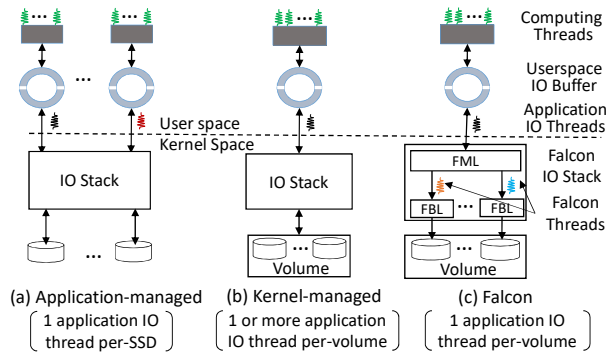 ... ... ... Computing
Threads
... Userspace
IO Buffer
Application
IO Threads
User space
Kernel Space
IO Stack IO Stack FML Falcon
IO Stack
FBL ... FBL Falcon
Threads
... ... ...
Volume Volume
(a) Application-managed (b) Kernel-managed (c) Falcon
1 application IO 1 or more application 1 application IO
thread per-SSD IO thread per-volume thread per-volume